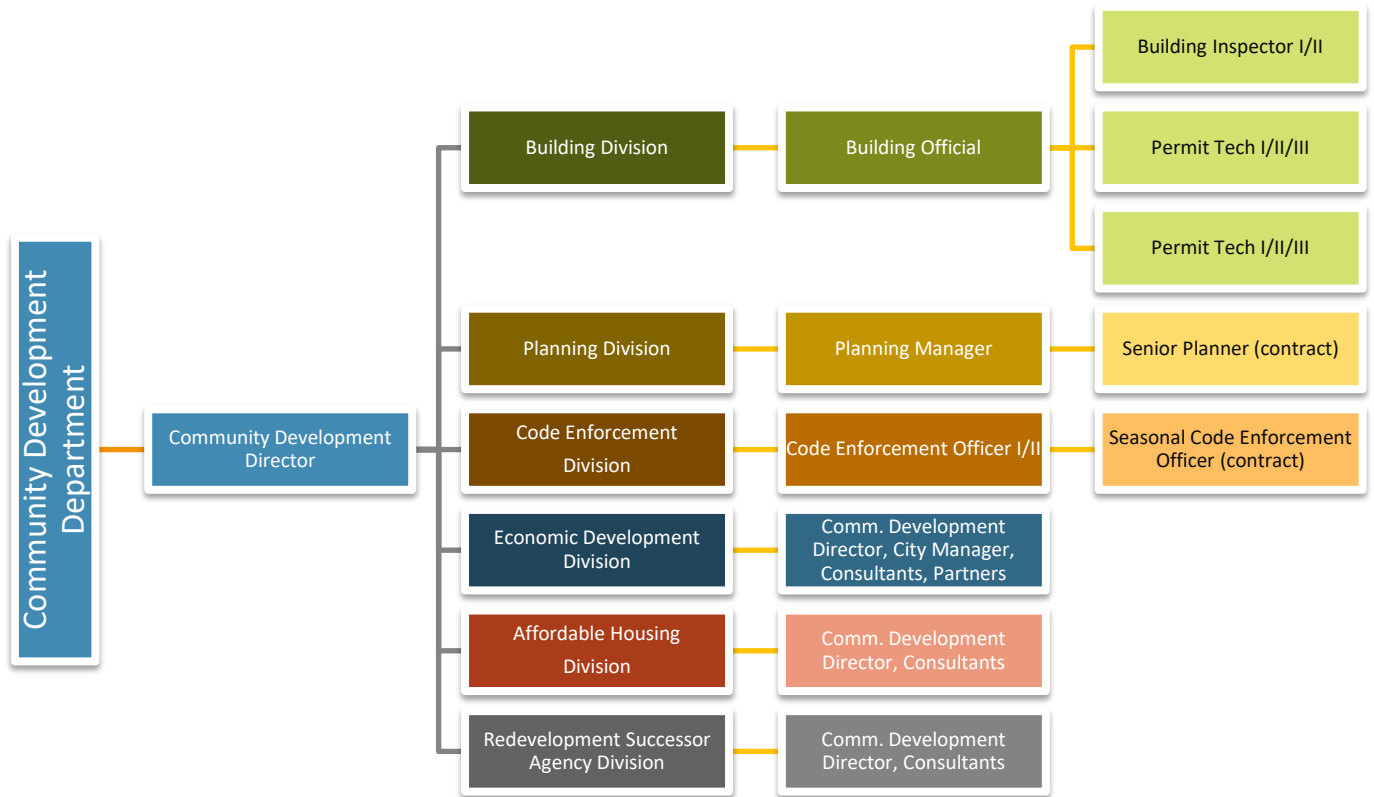 Community Development
Department
Community Development
Director
Building Division
Building Official
Building Inspector I/II
Permit Tech I/II/III
Permit Tech I/II/III
Planning Division
Planning Manager
Senior Planner (contract)
Code Enforcement
Division
Code Enforcement Officer I/II
Seasonal Code Enforcement
Officer (contract)
Economic Development
Division
Comm. Development
Director, City Manager,
Consultants, Partners
Affordable Housing
Division
Comm. Development
Director, Consultants
Redevelopment Successor
Agency Division
Comm. Development
Director, Consultants